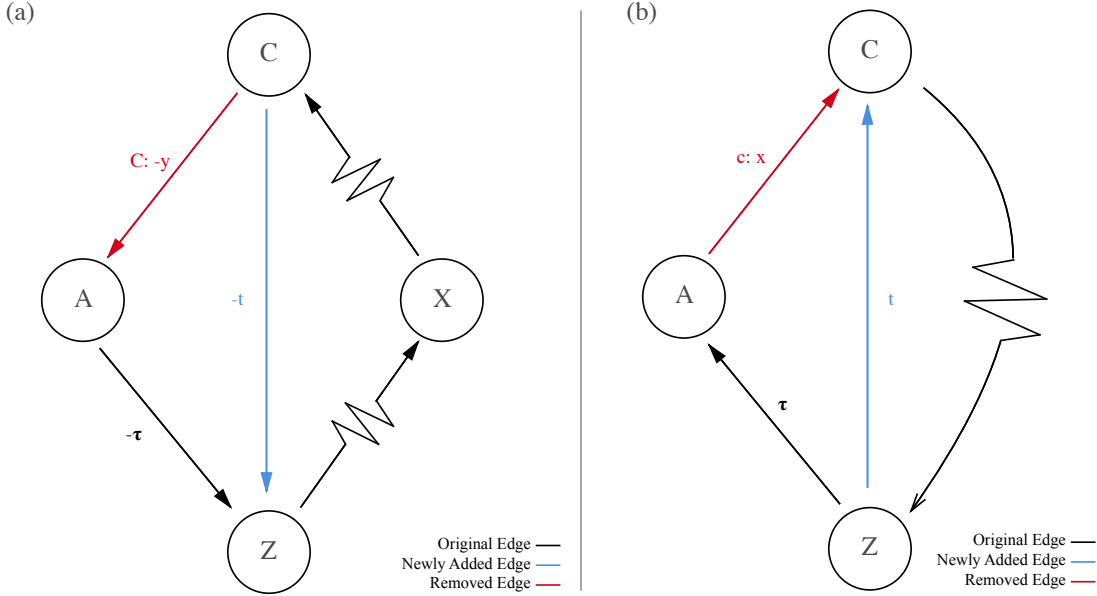 (a)
C
C: -y
A
X
-t
-τ
Z
Original Edge
Newly Added Edge
Removed Edge
(b)
C
c: x
A
t
τ
Z
Original Edge
Newly Added Edge
Removed Edge